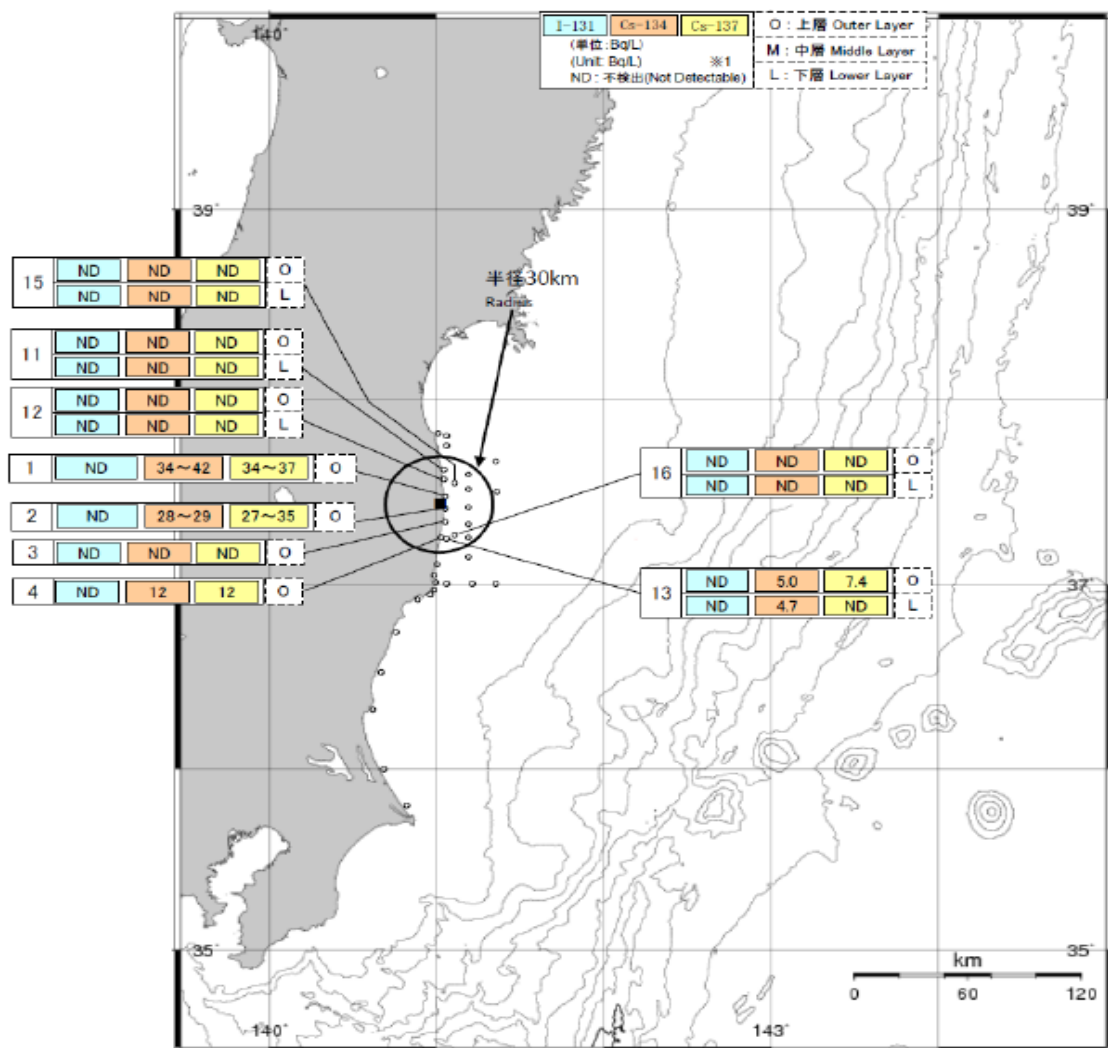 140°
I-131 Cs-134 Cs-137
(単位:Bq/L)
(Unit: Bq/L) ※1
ND : 不検出(Not Detectable)
O : 上層 Outer Layer
M : 中層 Middle Layer
L : 下層 Lower Layer
39° 39°
半径30km
Radius
15 ND ND ND O
ND ND ND L
11 ND ND ND O
ND ND ND L
12 ND ND ND O
ND ND ND L
1 ND 34～42 34～37 O
2 ND 28～29 27～35 O
3 ND ND ND O
4 ND 12 12 O
16 ND ND ND O
ND ND ND L
13 ND 5.0 7.4 O
ND 4.7 ND L
37°
35° 35°
km
0 60 120
140° 143°